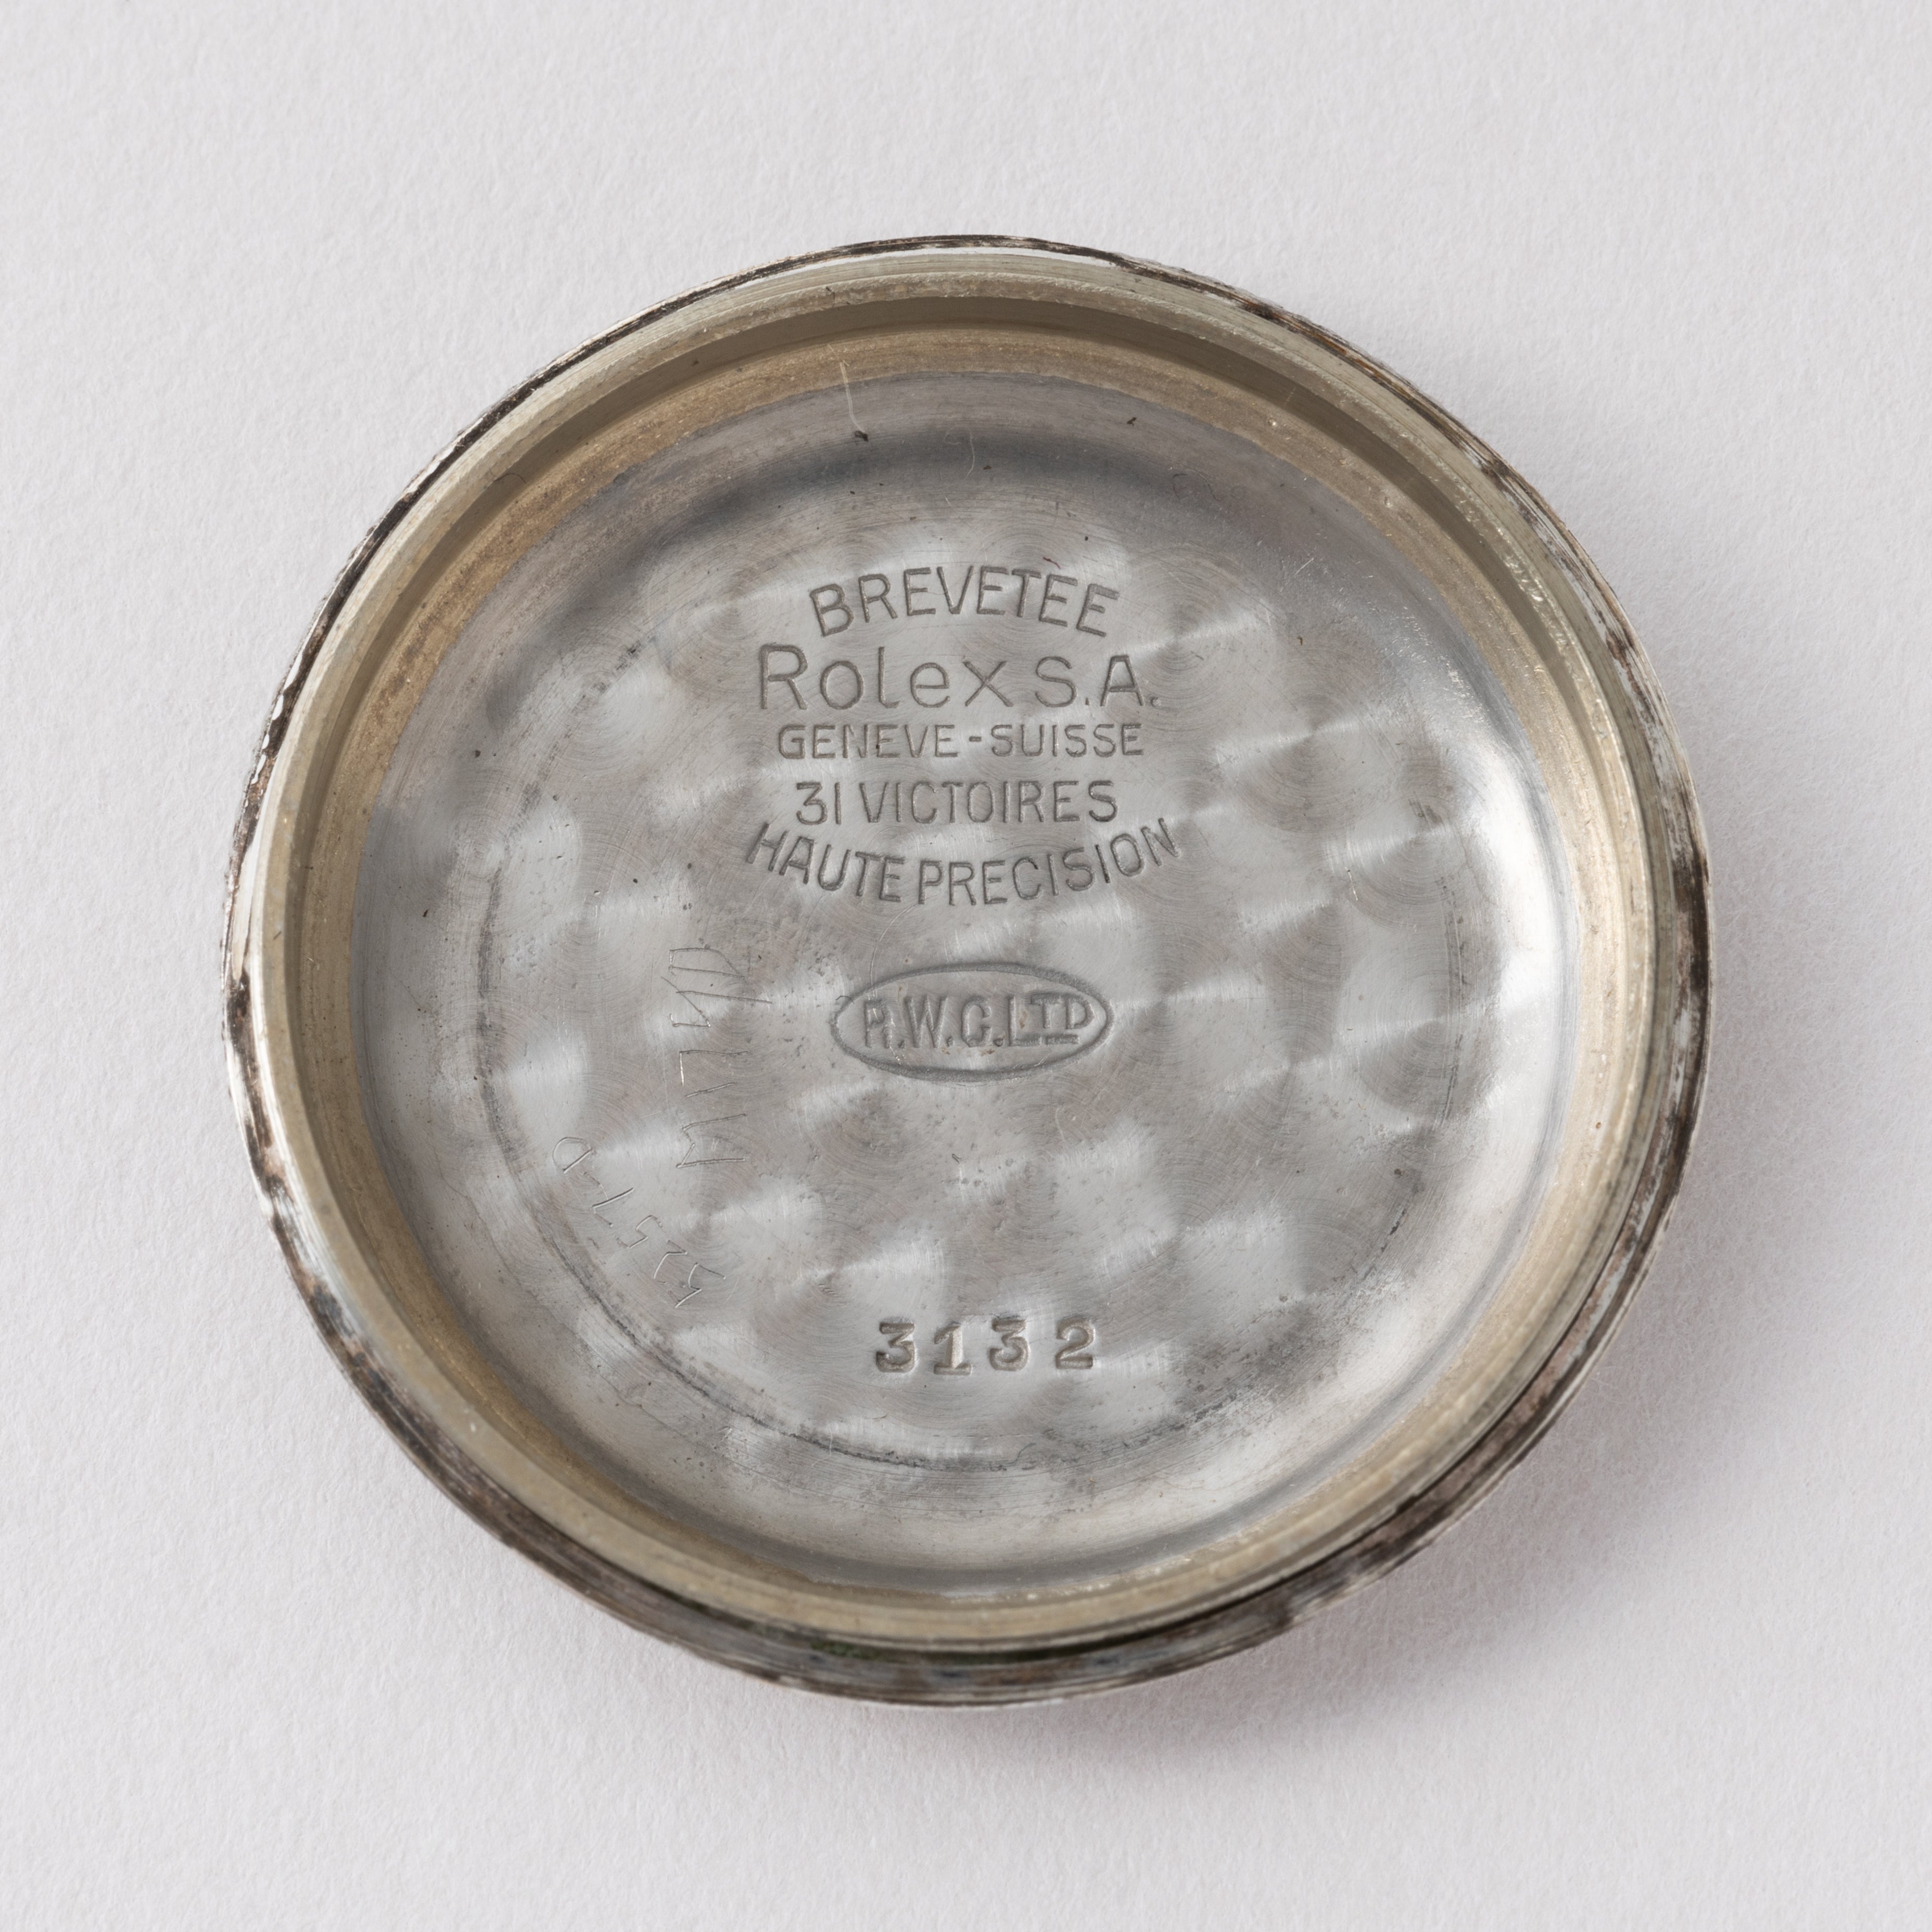 BREVETEE
Rolex S.A.
GENEVE-SUISSE
31 VICTOIRES
HAUTE PRECISION
R.W.C.LTD
3132